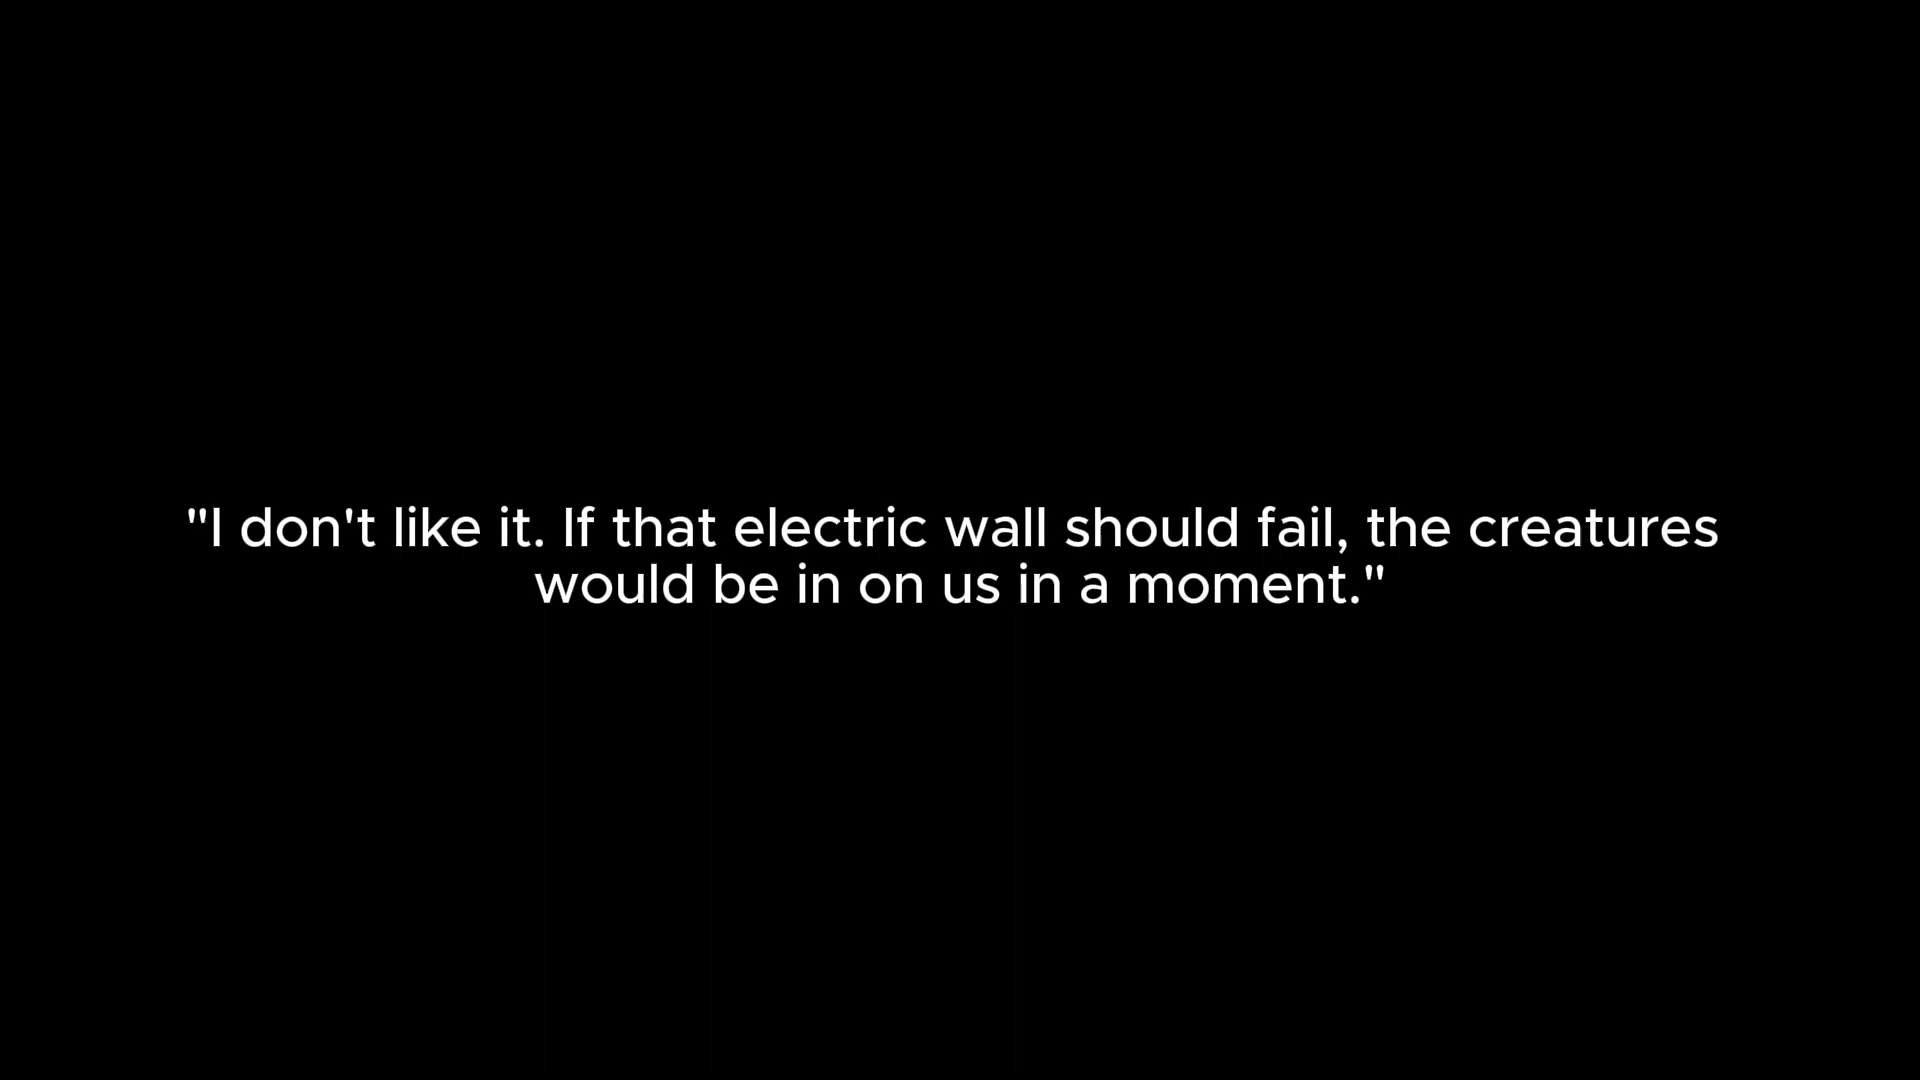 "I don't like it. If that electric wall should fail, the creatures
would be in on us in a moment."